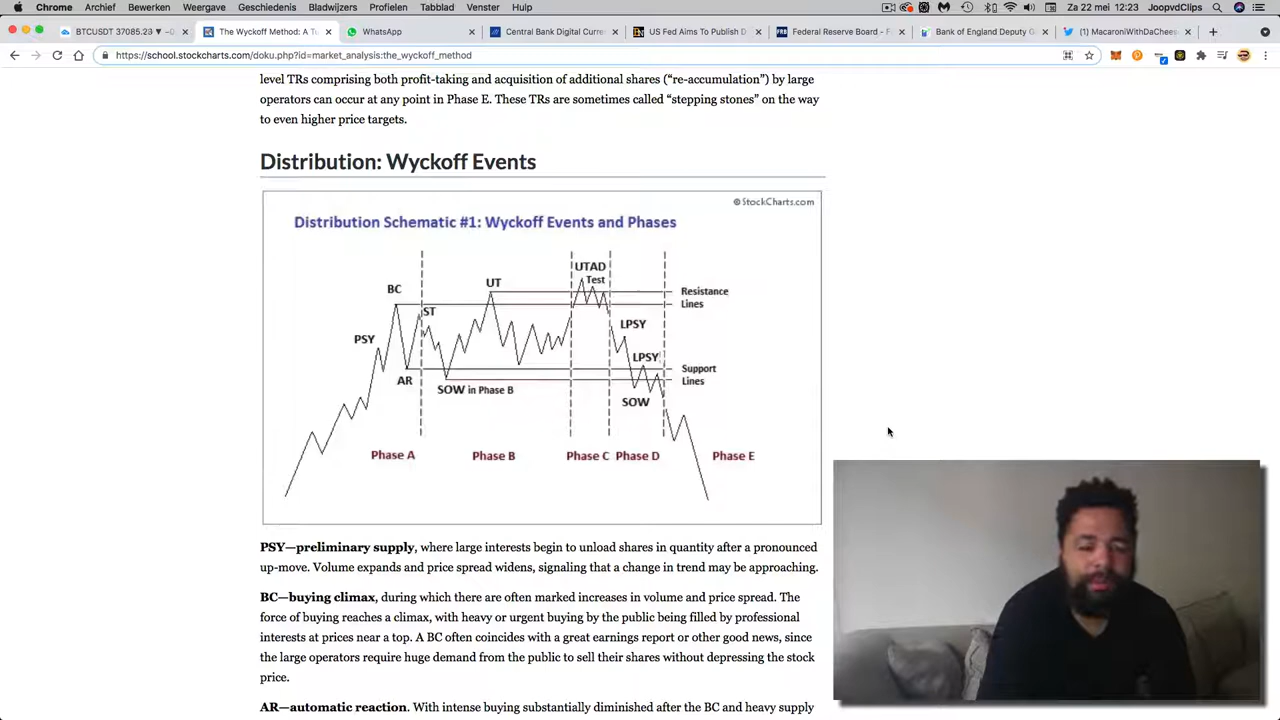 Chrome Archief Bewerken Weergave Geschiedenis Bladwijzers Profielen Tabblad Venster Help Za 22 mei 12:23 JoopvdClips
BTCUSDT 37085.23 ▼ −0 The Wyckoff Method: A Tu WhatsApp Central Bank Digital Curre US Fed Aims To Publish D Federal Reserve Board - F Bank of England Deputy G (1) MacaroniWithDaChees
https://school.stockcharts.com/doku.php?id=market_analysis:the_wyckoff_method
level TRs comprising both profit-taking and acquisition of additional shares (“re-accumulation”) by large
operators can occur at any point in Phase E. These TRs are sometimes called “stepping stones” on the way
to even higher price targets.
Distribution: Wyckoff Events
©StockCharts.com
Distribution Schematic #1: Wyckoff Events and Phases
UTAD
Test
BC
UT
Resistance
Lines
ST
LPSY
PSY
LPSY
Support
Lines
AR
SOW in Phase B
SOW
Phase A Phase B Phase C Phase D Phase E
PSY—preliminary supply, where large interests begin to unload shares in quantity after a pronounced
up-move. Volume expands and price spread widens, signaling that a change in trend may be approaching.
BC—buying climax, during which there are often marked increases in volume and price spread. The
force of buying reaches a climax, with heavy or urgent buying by the public being filled by professional
interests at prices near a top. A BC often coincides with a great earnings report or other good news, since
the large operators require huge demand from the public to sell their shares without depressing the stock
price.
AR—automatic reaction. With intense buying substantially diminished after the BC and heavy supply